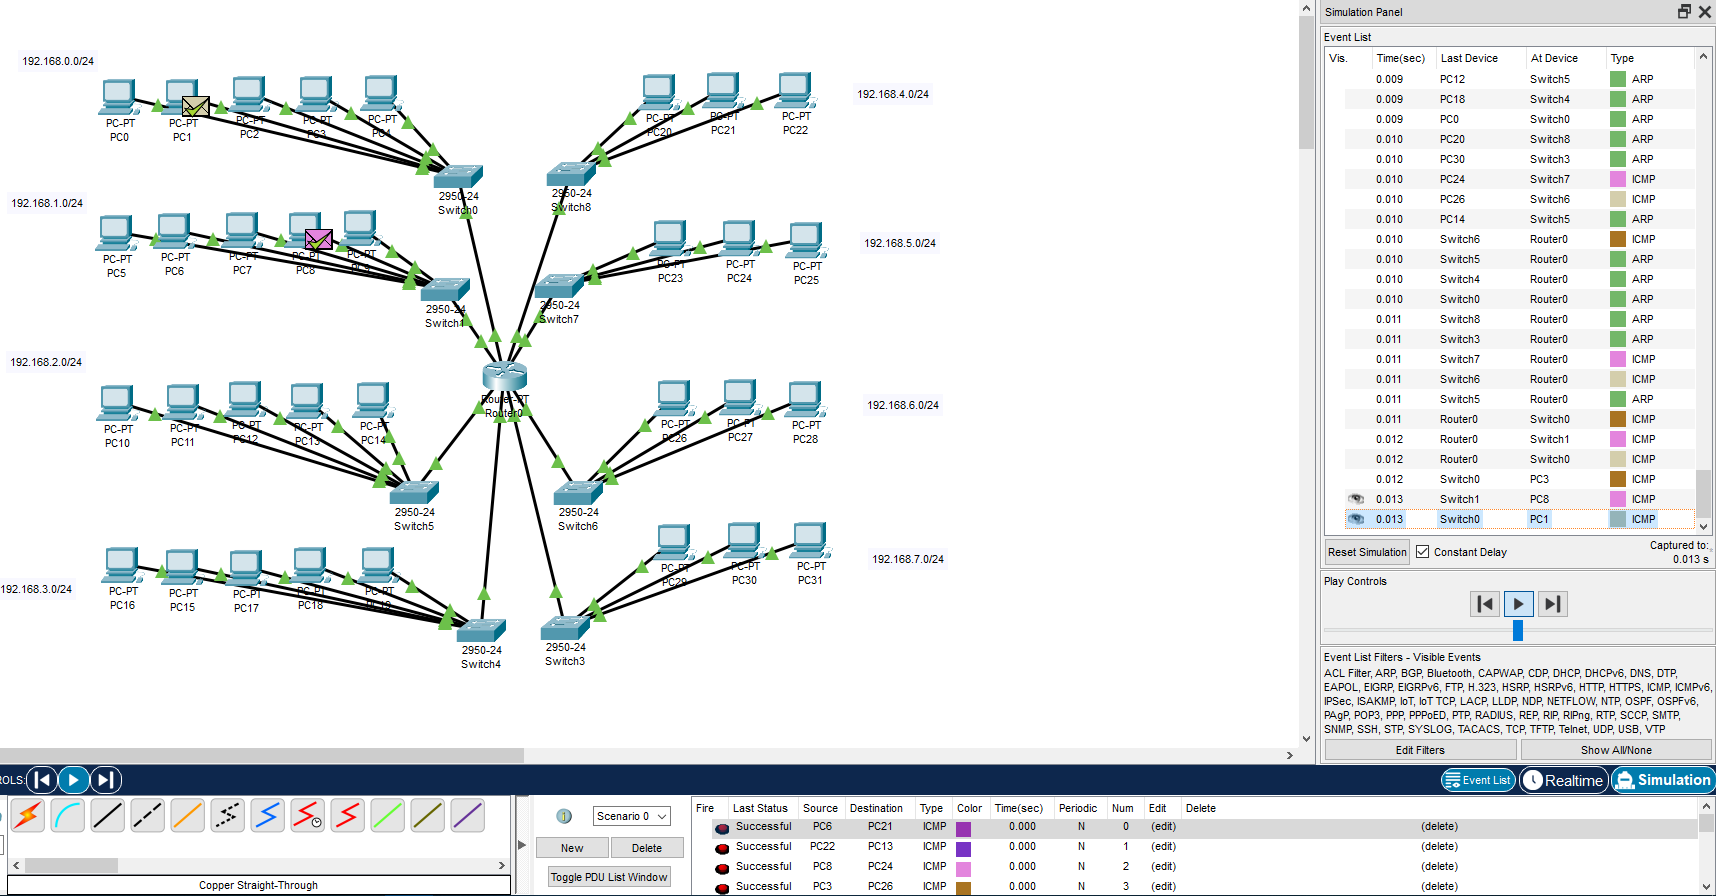 192.168.0.0/24
PC-PT
PC0
PC-PT
PC1
PC-PT
PC2
PC-PT
PC3
PC-PT
PC4
2950-24
Switch0
192.168.1.0/24
PC-PT
PC5
PC-PT
PC6
PC-PT
PC7
PC-PT
PC8
PC-PT
PC9
2950-24
Switch1
192.168.2.0/24
PC-PT
PC10
PC-PT
PC11
PC-PT
PC12
PC-PT
PC13
PC-PT
PC14
2950-24
Switch5
192.168.3.0/24
PC-PT
PC16
PC-PT
PC15
PC-PT
PC17
PC-PT
PC18
PC-PT
2950-24
Switch4
Router-PT
Router0
192.168.4.0/24
PC-PT
PC20
PC-PT
PC21
PC-PT
PC22
2950-24
Switch8
192.168.5.0/24
PC-PT
PC23
PC-PT
PC24
PC-PT
PC25
2950-24
Switch7
192.168.6.0/24
PC-PT
PC26
PC-PT
PC27
PC-PT
PC28
2950-24
Switch6
192.168.7.0/24
PC-PT
PC29
PC-PT
PC30
PC-PT
PC31
2950-24
Switch3
Simulation Panel
Event List
Vis. Time(sec) Last Device At Device Type
0.009 PC12 Switch5 ARP
0.009 PC18 Switch4 ARP
0.009 PC0 Switch0 ARP
0.010 PC20 Switch8 ARP
0.010 PC30 Switch3 ARP
0.010 PC24 Switch7 ICMP
0.010 PC26 Switch6 ICMP
0.010 PC14 Switch5 ARP
0.010 Switch6 Router0 ICMP
0.010 Switch5 Router0 ARP
0.010 Switch4 Router0 ARP
0.010 Switch0 Router0 ARP
0.011 Switch8 Router0 ARP
0.011 Switch3 Router0 ARP
0.011 Switch7 Router0 ICMP
0.011 Switch6 Router0 ICMP
0.011 Switch5 Router0 ARP
0.011 Router0 Switch0 ICMP
0.012 Router0 Switch1 ICMP
0.012 Router0 Switch0 ICMP
0.012 Switch0 PC3 ICMP
0.013 Switch1 PC8 ICMP
0.013 Switch0 PC1 ICMP
Reset Simulation Constant Delay Captured to:
0.013 s
Play Controls
Event List Filters - Visible Events
ACL Filter, ARP, BGP, Bluetooth, CAPWAP, CDP, DHCP, DHCPv6, DNS, DTP,
EAPOL, EIGRP, EIGRPv6, FTP, H.323, HSRP, HSRPv6, HTTP, HTTPS, ICMP, ICMPv6,
IPSec, ISAKMP, IoT, IoT TCP, LACP, LLDP, NDP, NETFLOW, NTP, OSPF, OSPFv6,
PAgP, POP3, PPP, PPPoED, PTP, RADIUS, REP, RIP, RIPng, RTP, SCCP, SMTP,
SNMP, SSH, STP, SYSLOG, TACACS, TCP, TFTP, Telnet, UDP, USB, VTP
Edit Filters Show All/None
OLS: Event List Realtime Simulation
Scenario 0
New Delete
Toggle PDU List Window
Copper Straight-Through
Fire Last Status Source Destination Type Color Time(sec) Periodic Num Edit Delete
Successful PC6 PC21 ICMP 0.000 N 0 (edit) (delete)
Successful PC22 PC13 ICMP 0.000 N 1 (edit) (delete)
Successful PC8 PC24 ICMP 0.000 N 2 (edit) (delete)
Successful PC3 PC26 ICMP 0.000 N 3 (edit) (delete)